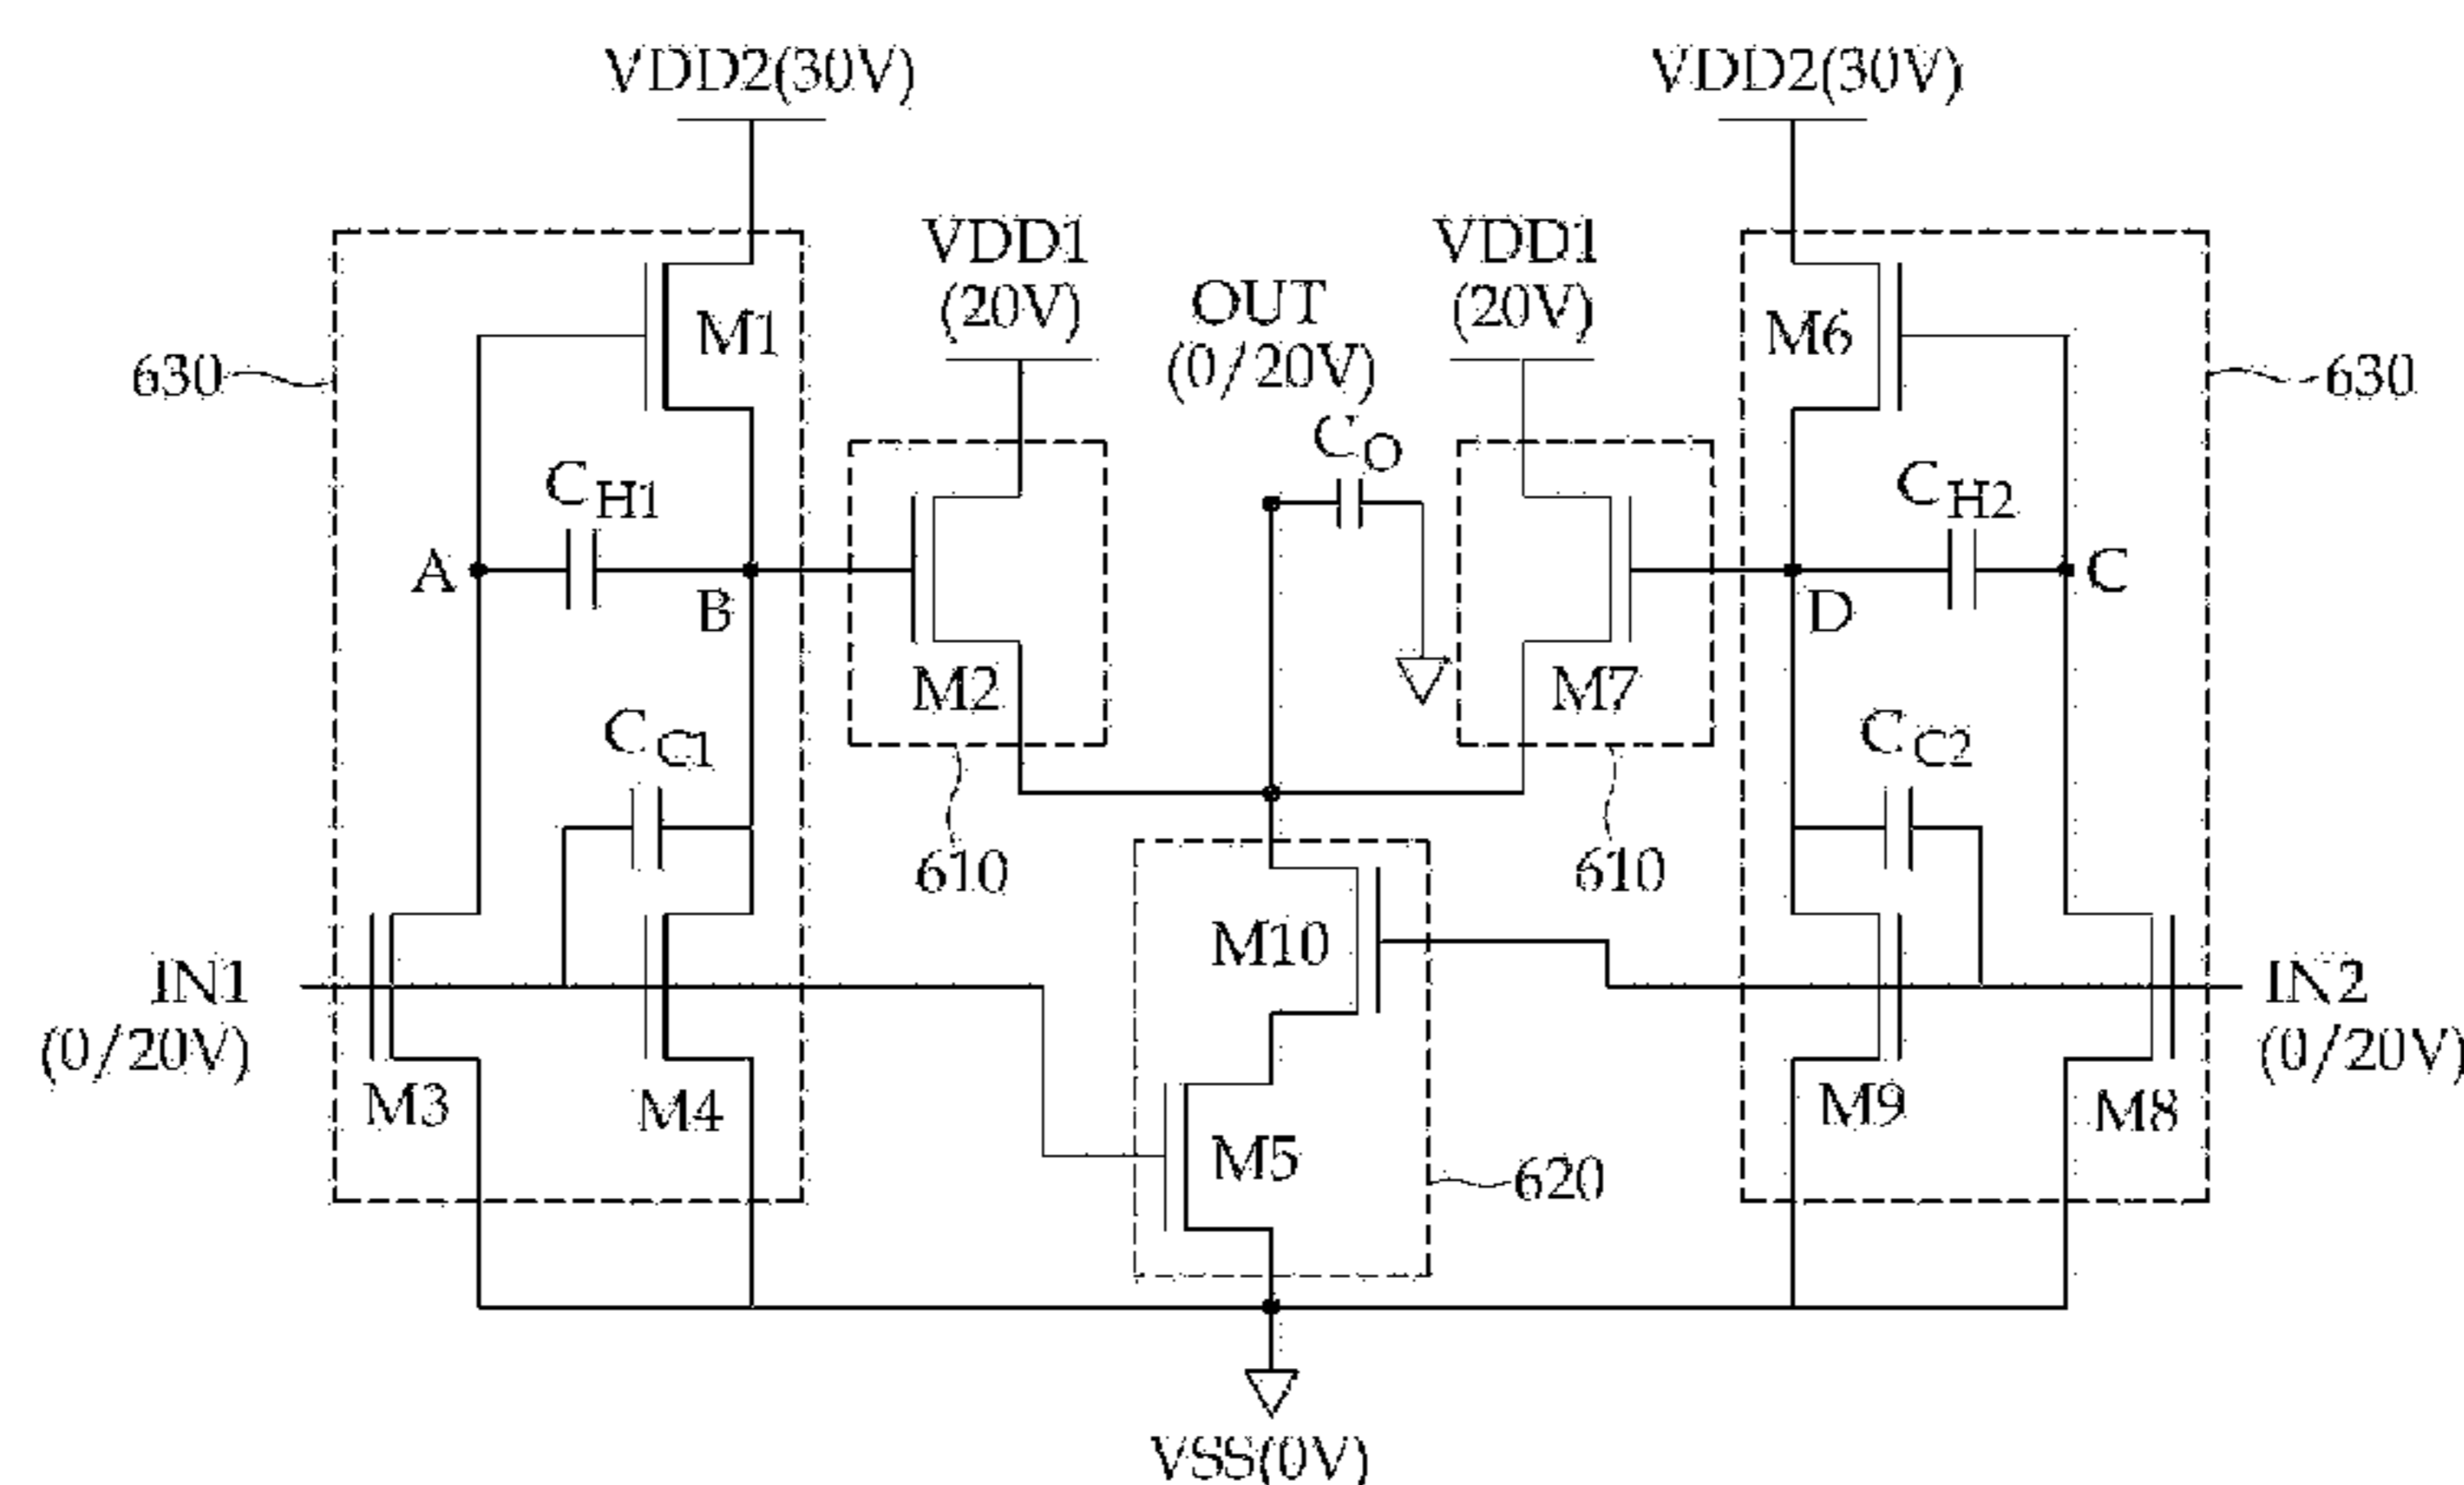 VDD2(30V)
VDD2(30V)
VDD1
(20V)
OUT
(0/20V)
VDD1
(20V)
M1
M6
630
630
CO
CH1
CH2
A
B
D
C
M2
M7
CC1
CC2
610
610
M10
IN1
(0/20V)
IN2
(0/20V)
M3
M4
M5
M9
M8
620
VSS(0V)